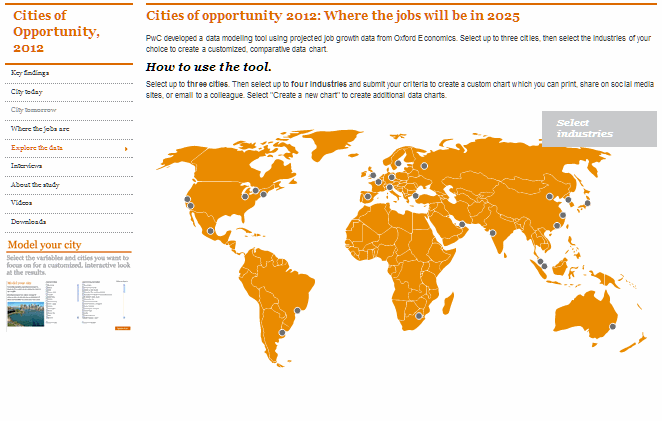 Cities of
Opportunity,
2012
Key findings
City today
City tomorrow
Where the jobs are
Explore the data
Interviews
About the study
Videos
Downloads
Model your city
Select the variables and cities you want to
focus on for a customized, interactive look
at the results.
Cities of opportunity 2012: Where the jobs will be in 2025
PwC developed a data modeling tool using projected job growth data from Oxford Economics. Select up to three cities, then select the industries of your
choice to create a customized, comparative data chart.
How to use the tool.
Select up to three cities. Then select up to four industries and submit your criteria to create a custom chart which you can print, share on social media
sites, or email to a colleague. Select "Create a new chart" to create additional data charts.
Select
industries